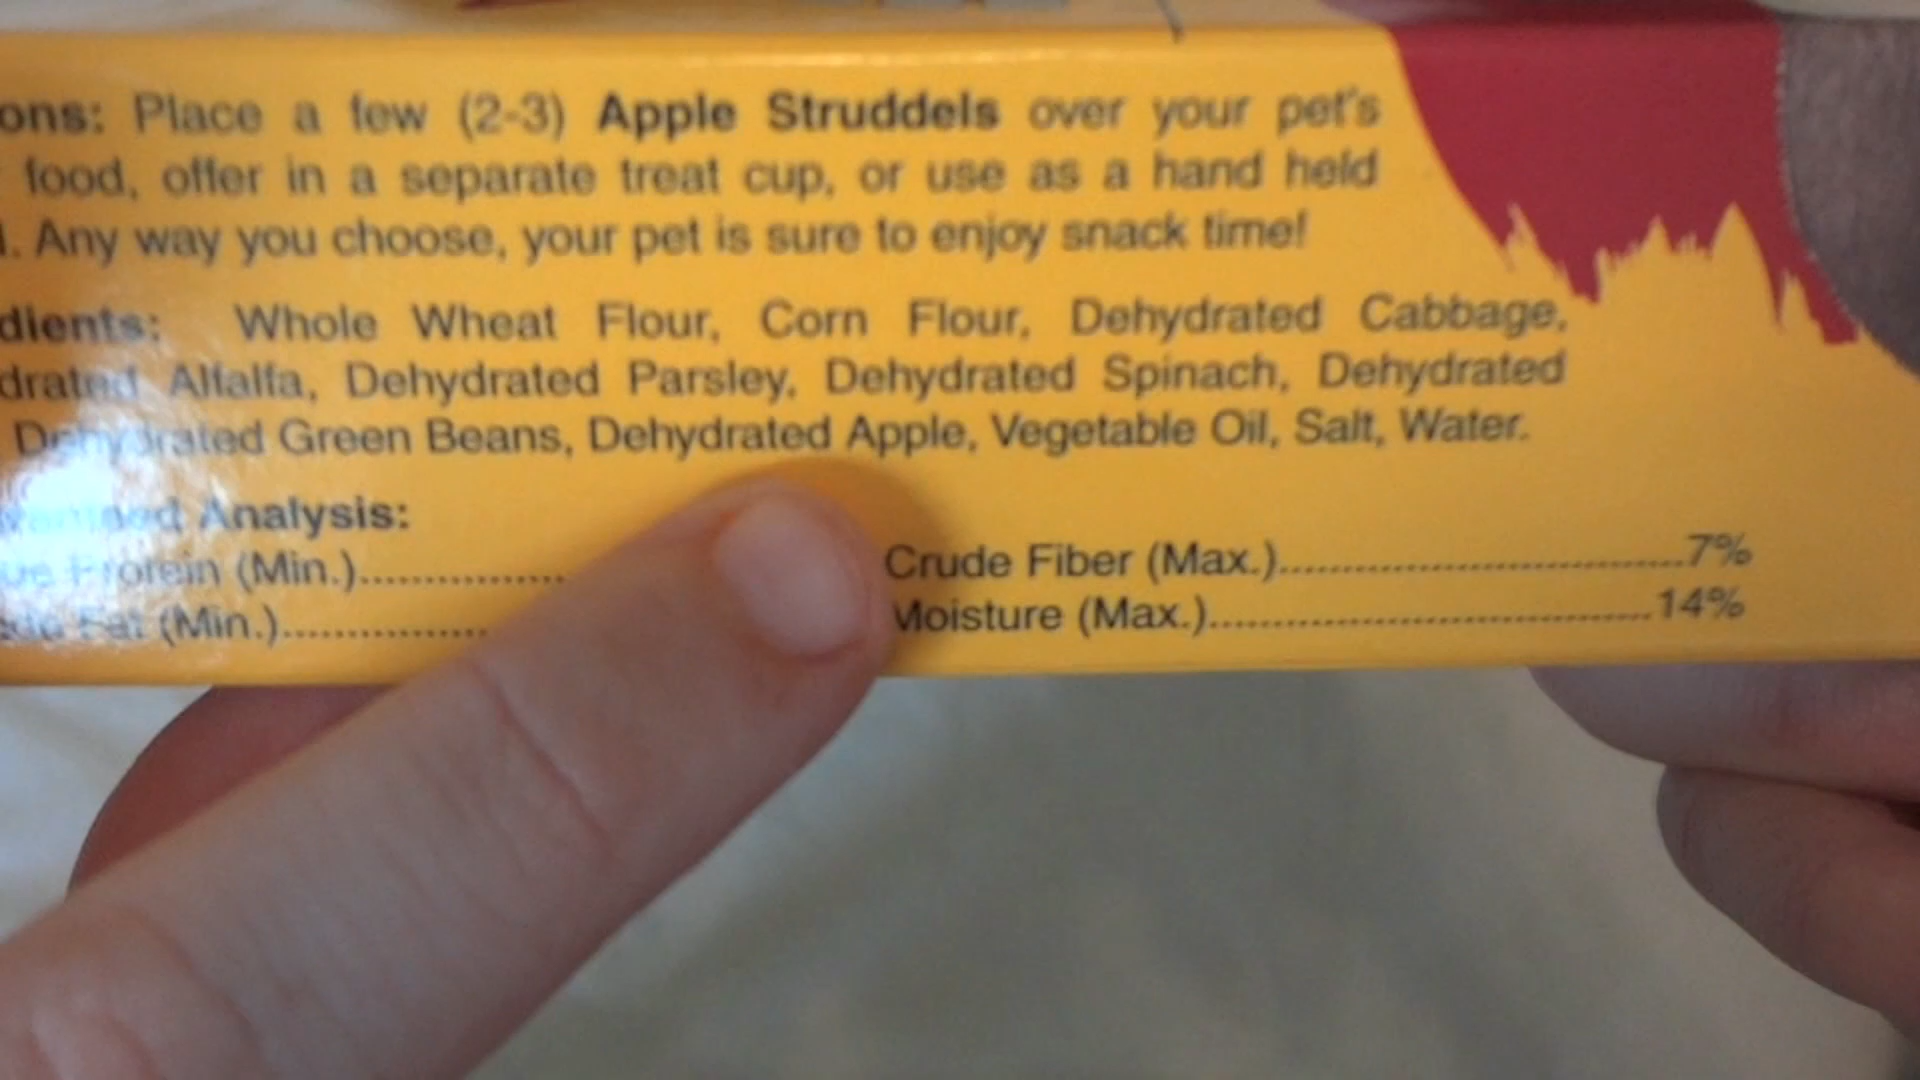 ons: Place a few (2-3) Apple Struddels over your pet's
food, offer in a separate treat cup, or use as a hand held
. Any way you choose, your pet is sure to enjoy snack time!
dients: Whole Wheat Flour, Corn Flour, Dehydrated Cabbage,
drated Alfalfa, Dehydrated Parsley, Dehydrated Spinach, Dehydrated
Dehydrated Green Beans, Dehydrated Apple, Vegetable Oil, Salt, Water.
Analysis:
Protein (Min.)..................... Crude Fiber (Max.)........................................7%
Fat (Min.)..................... Moisture (Max.)............................................14%